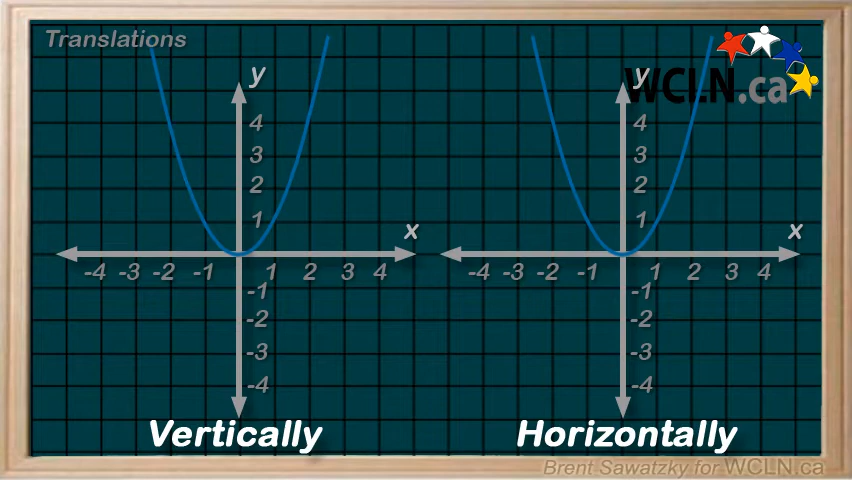 Translations
WCLN.ca
y
4
3
2
1
x
-4 -3 -2 -1 1 2 3 4
-1
-2
-3
-4
Vertically
y
4
3
2
1
x
-4 -3 -2 -1 1 2 3 4
-1
-2
-3
-4
Horizontally
Brent Sawatzky for WCLN.ca